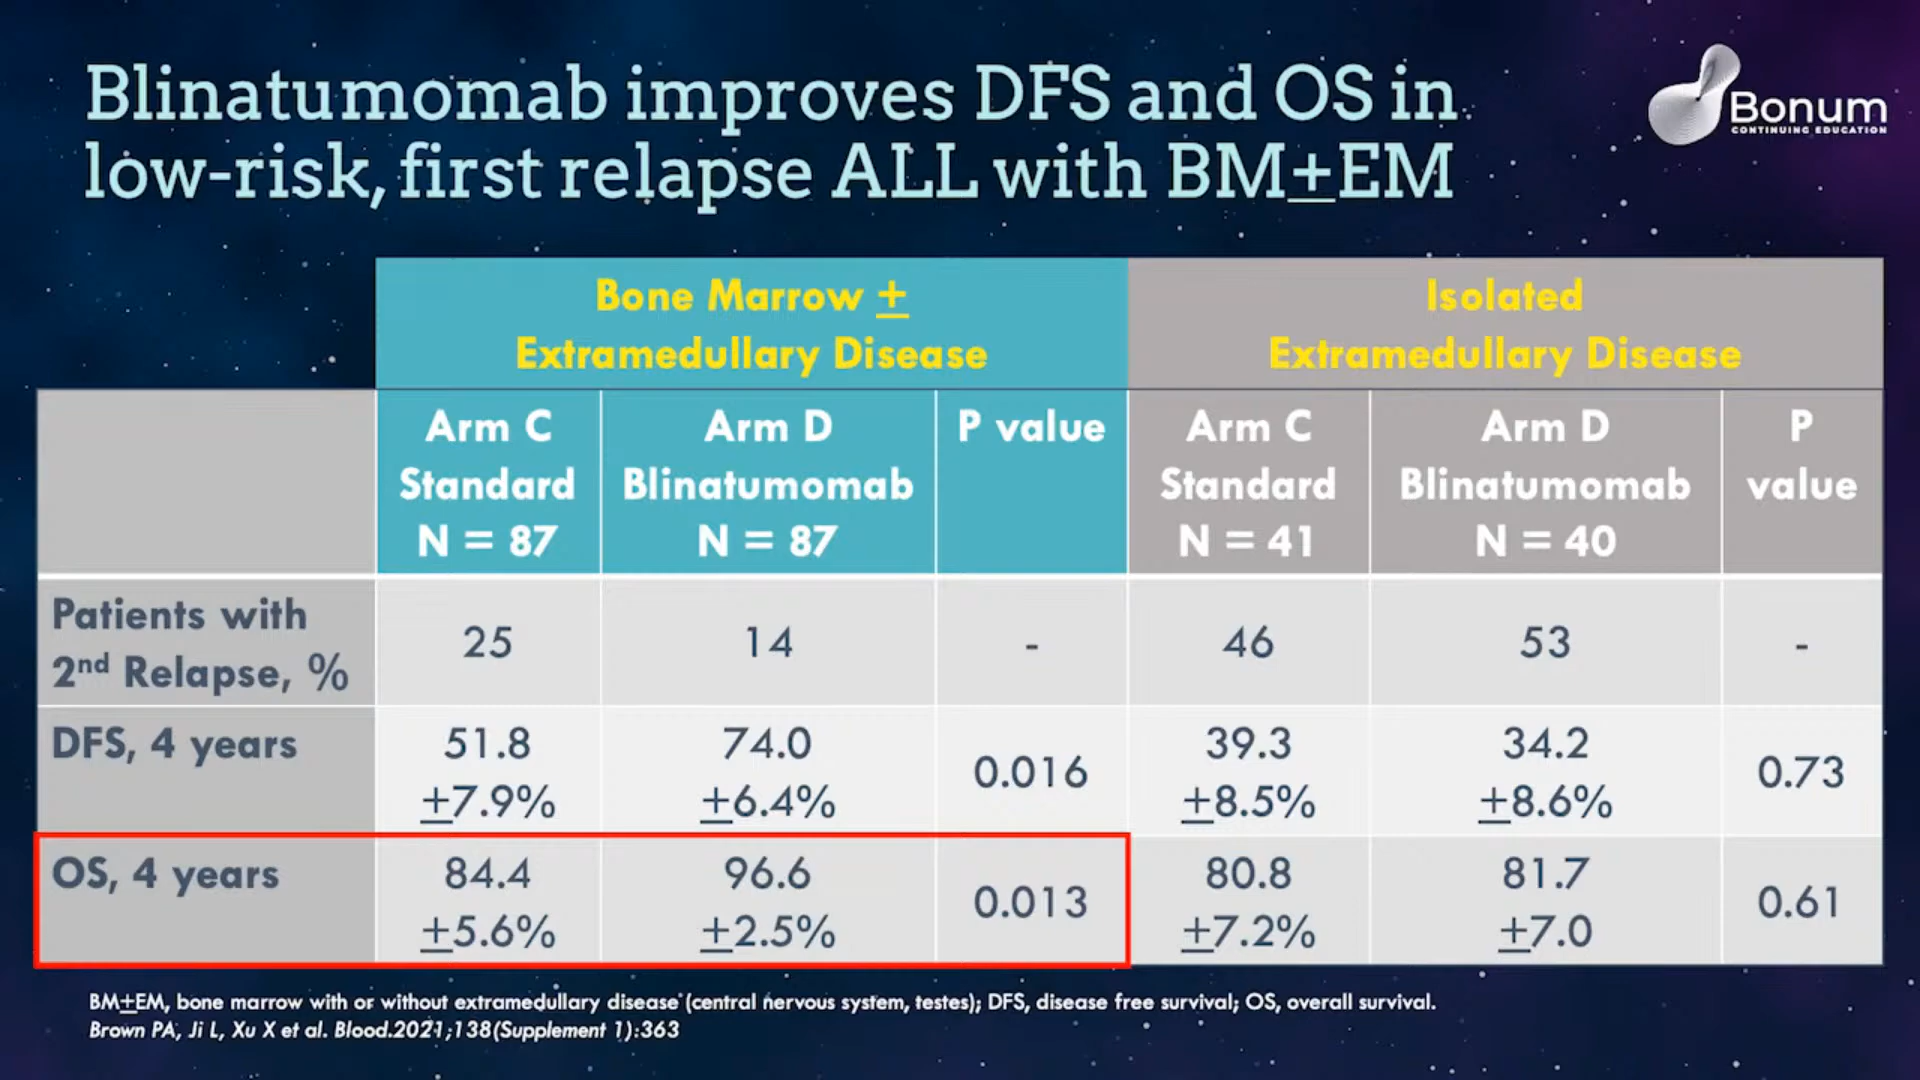 Blinatumomab improves DFS and OS in
low-risk, first relapse ALL with BM±EM
Bonum
CONTINUING EDUCATION
Bone Marrow ±
Extramedullary Disease
Isolated
Extramedullary Disease
Arm C
Standard
N = 87
Arm D
Blinatumomab
N = 87
P value
Arm C
Standard
N = 41
Arm D
Blinatumomab
N = 40
P
value
Patients with
2nd Relapse, %
25
14
-
46
53
-
DFS, 4 years
51.8
±7.9%
74.0
±6.4%
0.016
39.3
±8.5%
34.2
±8.6%
0.73
OS, 4 years
84.4
±5.6%
96.6
±2.5%
0.013
80.8
±7.2%
81.7
±7.0
0.61
BM±EM, bone marrow with or without extramedullary disease (central nervous system, testes); DFS, disease free survival; OS, overall survival.
Brown PA, Ji L, Xu X et al. Blood.2021;138(Supplement 1):363